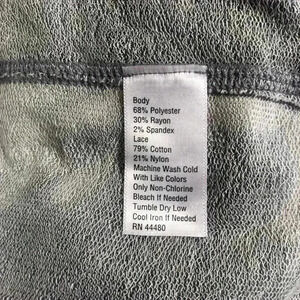 Body
68% Polyester
30% Rayon
2% Spandex
Lace
79% Cotton
21% Nylon
Machine Wash Cold
With Like Colors
Only Non-Chlorine
Bleach If Needed
Tumble Dry Low
Cool Iron If Needed
RN 44480